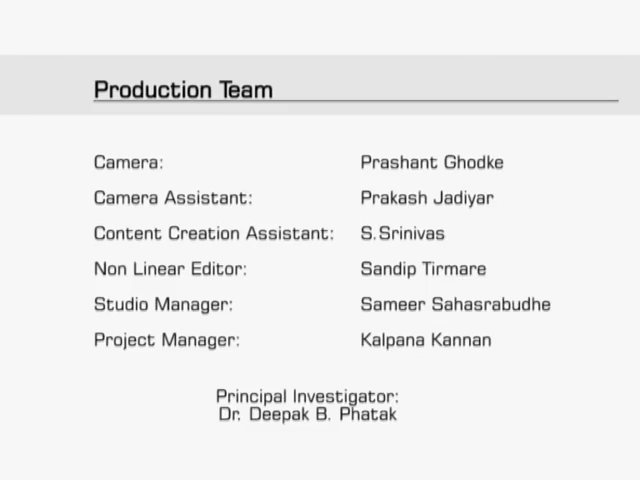 Production Team
Camera: Prashant Ghodke
Camera Assistant: Prakash Jadiyar
Content Creation Assistant: S.Srinivas
Non Linear Editor: Sandip Tirmare
Studio Manager: Sameer Sahasrabudhe
Project Manager: Kalpana Kannan
Principal Investigator:
Dr. Deepak B. Phatak